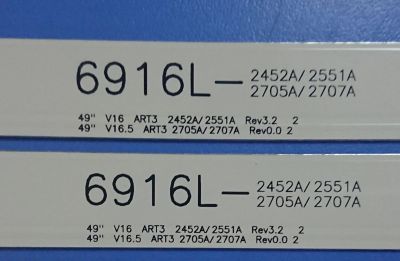 6916L- 2452A/2551A
2705A/2707A
49" V16 ART3 2452A/2551A Rev3.2 2
49" V16.5 ART3 2705A/2707A Rev0.0 2
6916L- 2452A/2551A
2705A/2707A
49" V16 ART3 2452A/2551A Rev3.2 2
49" V16.5 ART3 2705A/2707A Rev0.0 2